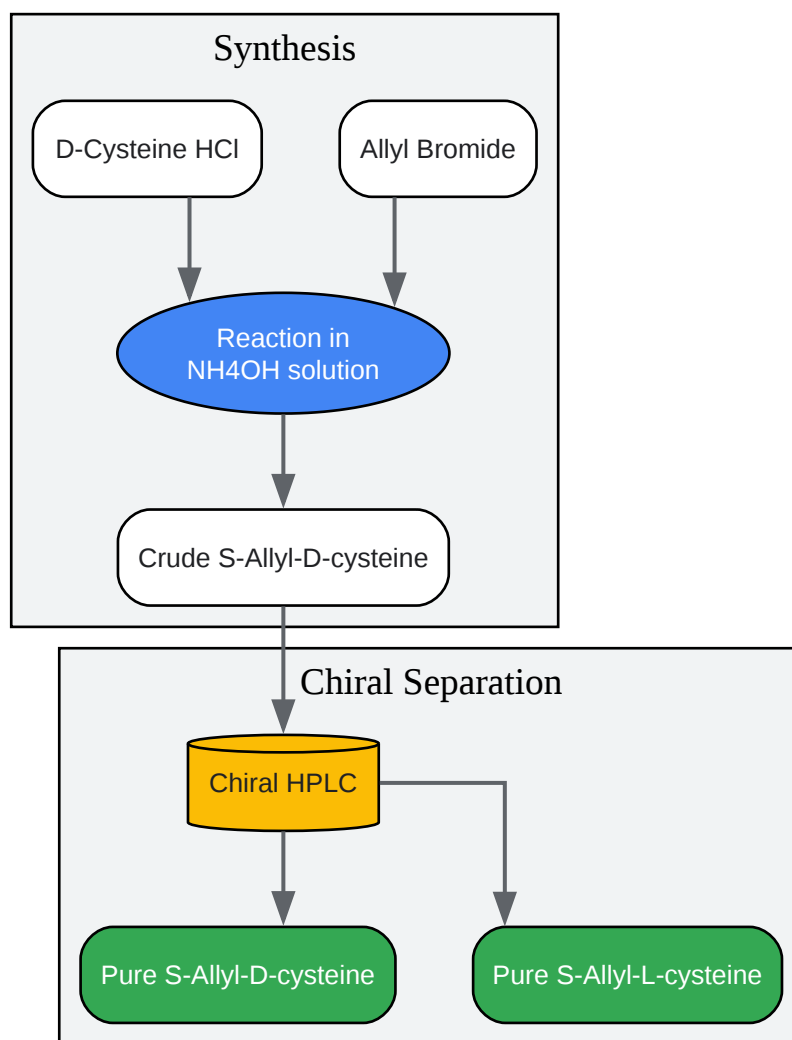 Synthesis
D-Cysteine HCl
Allyl Bromide
Reaction in
NH4OH solution
Crude S-Allyl-D-cysteine
Chiral Separation
Chiral HPLC
Pure S-Allyl-D-cysteine
Pure S-Allyl-L-cysteine